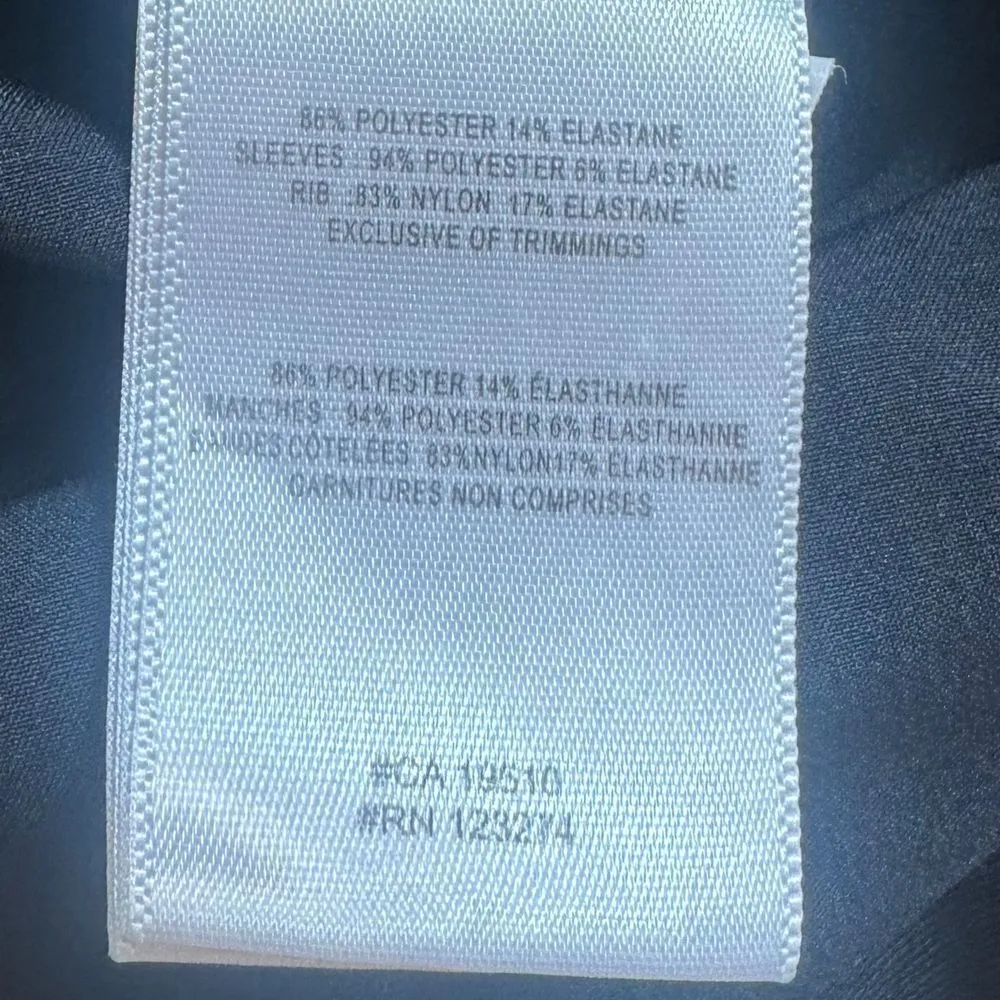 86% POLYESTER 14% ELASTANE
SLEEVES : 94% POLYESTER 6% ELASTANE
RIB : 83% NYLON 17% ELASTANE
EXCLUSIVE OF TRIMMINGS
86% POLYESTER 14% ÉLASTHANNE
MANCHES : 94% POLYESTER 6% ÉLASTHANNE
BANDES CÔTELÉES 83%NYLON17% ÉLASTHANNE
GARNITURES NON COMPRISES
#CA 19510
#RN 123274